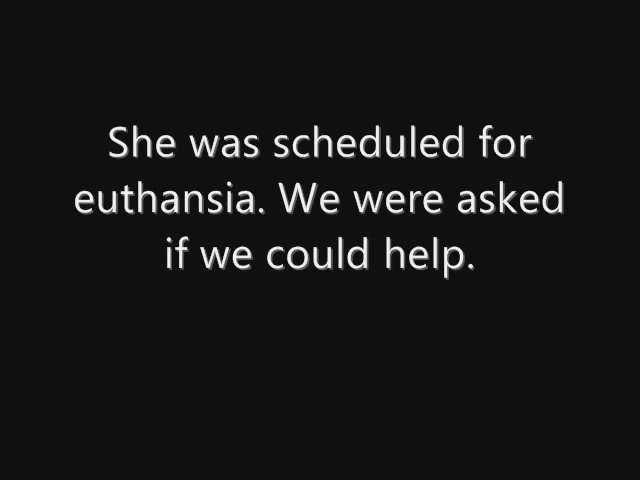 She was scheduled for
euthansia. We were asked
if we could help.